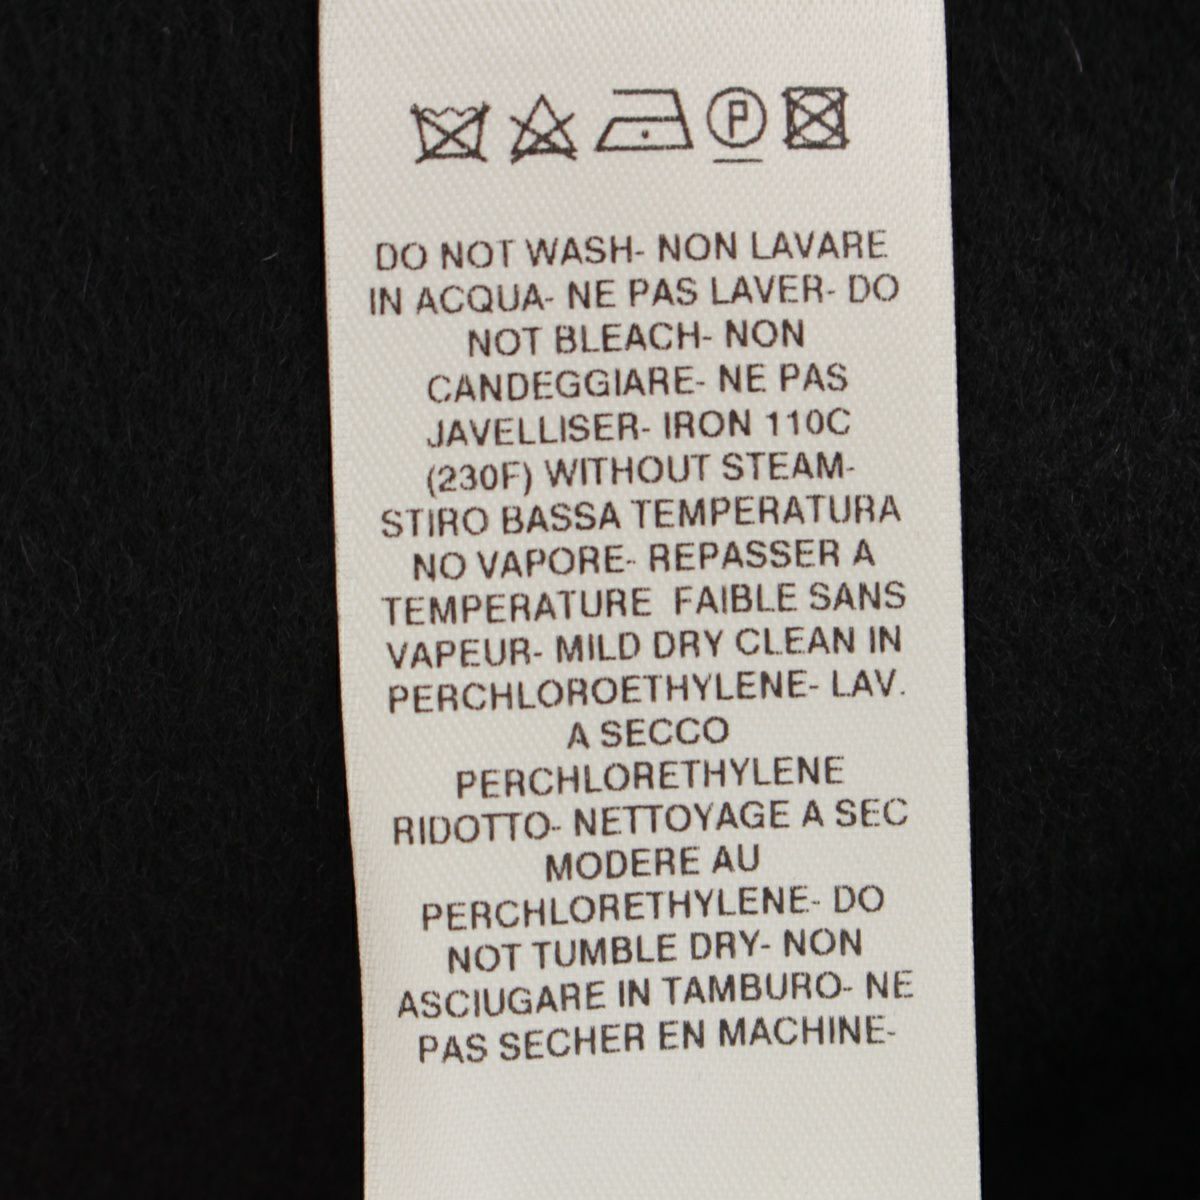 P
DO NOT WASH- NON LAVARE
IN ACQUA- NE PAS LAVER- DO
NOT BLEACH- NON
CANDEGGIARE- NE PAS
JAVELLISER- IRON 110C
(230F) WITHOUT STEAM-
STIRO BASSA TEMPERATURA
NO VAPORE- REPASSER A
TEMPERATURE FAIBLE SANS
VAPEUR- MILD DRY CLEAN IN
PERCHLOROETHYLENE- LAV.
A SECCO
PERCHLORETHYLENE
RIDOTTO- NETTOYAGE A SEC
MODERE AU
PERCHLORETHYLENE- DO
NOT TUMBLE DRY- NON
ASCIUGARE IN TAMBURO- NE
PAS SECHER EN MACHINE-